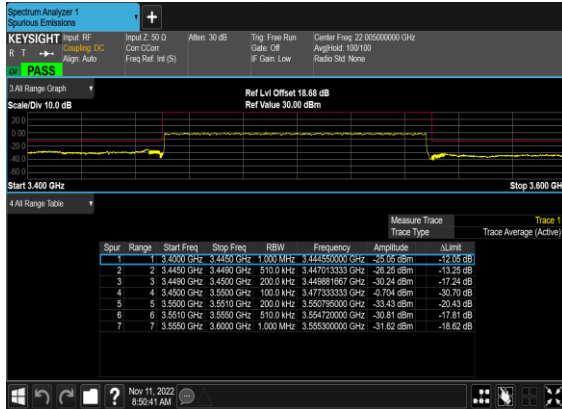 Spectrum Analyzer 1
Spurious Emissions
KEYSIGHT Input: RF
R T Coupling: DC
Align: Auto
Input Z: 50 Ω
Corr CCorr
Freq Ref: Int (S)
Atten: 30 dB
Trig: Free Run
Gate: Off
IF Gain: Low
Center Freq: 22.005000000 GHz
Avg|Hold: 100/100
Radio Std: None
PASS
3 All Range Graph
Scale/Div 10.0 dB
Ref Lvl Offset 18.68 dB
Ref Value 30.00 dBm
20.0
0.00
-20.0
-40.0
-60.0
Start 3.400 GHz
Stop 3.600 GH
4 All Range Table
Measure Trace Trace 1
Trace Type Trace Average (Active)
Spur Range Start Freq Stop Freq RBW Frequency Amplitude ΔLimit
1 1 3.4000 GHz 3.4450 GHz 1.000 MHz 3.444550000 GHz -25.05 dBm -12.05 dB
2 2 3.4450 GHz 3.4490 GHz 510.0 kHz 3.447013333 GHz -26.25 dBm -13.25 dB
3 3 3.4490 GHz 3.4500 GHz 200.0 kHz 3.449881667 GHz -30.24 dBm -17.24 dB
4 4 3.4500 GHz 3.5500 GHz 100.0 kHz 3.477333333 GHz -0.704 dBm -30.70 dB
5 5 3.5500 GHz 3.5510 GHz 200.0 kHz 3.550795000 GHz -33.43 dBm -20.43 dB
6 6 3.5510 GHz 3.5550 GHz 510.0 kHz 3.554720000 GHz -30.81 dBm -17.81 dB
7 7 3.5550 GHz 3.6000 GHz 1.000 MHz 3.555300000 GHz -31.62 dBm -18.62 dB
Nov 11, 2022
8:50:41 AM